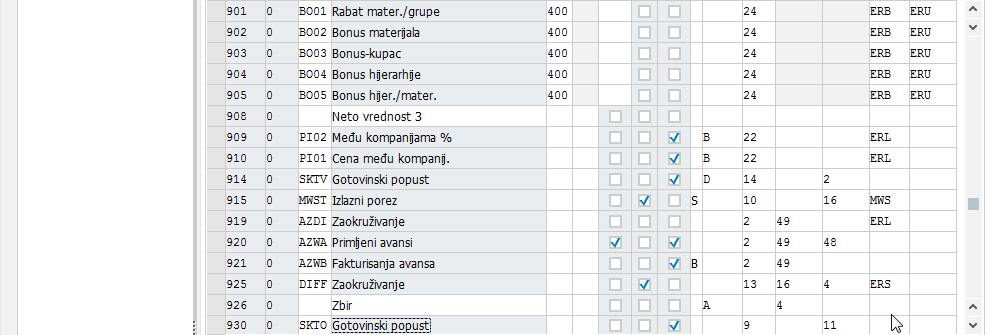 901 0 BO01 Rabat mater./grupe 400 24 ERB ERU
902 0 BO02 Bonus materijala 400 24 ERB ERU
903 0 BO03 Bonus-kupac 400 24 ERB ERU
904 0 BO04 Bonus hijerarhije 400 24 ERB ERU
905 0 BO05 Bonus hijer./mater. 400 24 ERB ERU
908 0 Neto vrednost 3
909 0 PI02 Među kompanijama % B 22 ERL
910 0 PI01 Cena među kompanij. B 22 ERL
914 0 SKTV Gotovinski popust D 14 2
915 0 MWST Izlazni porez S 10 16 MWS
919 0 AZDI Zaokruživanje 2 49 ERL
920 0 AZWA Primljeni avansi 2 49 48
921 0 AZWB Fakturisanja avansa B 2 49
925 0 DIFF Zaokruživanje 13 16 4 ERS
926 0 Zbir A 4
930 0 SKTO Gotovinski popust 9 11